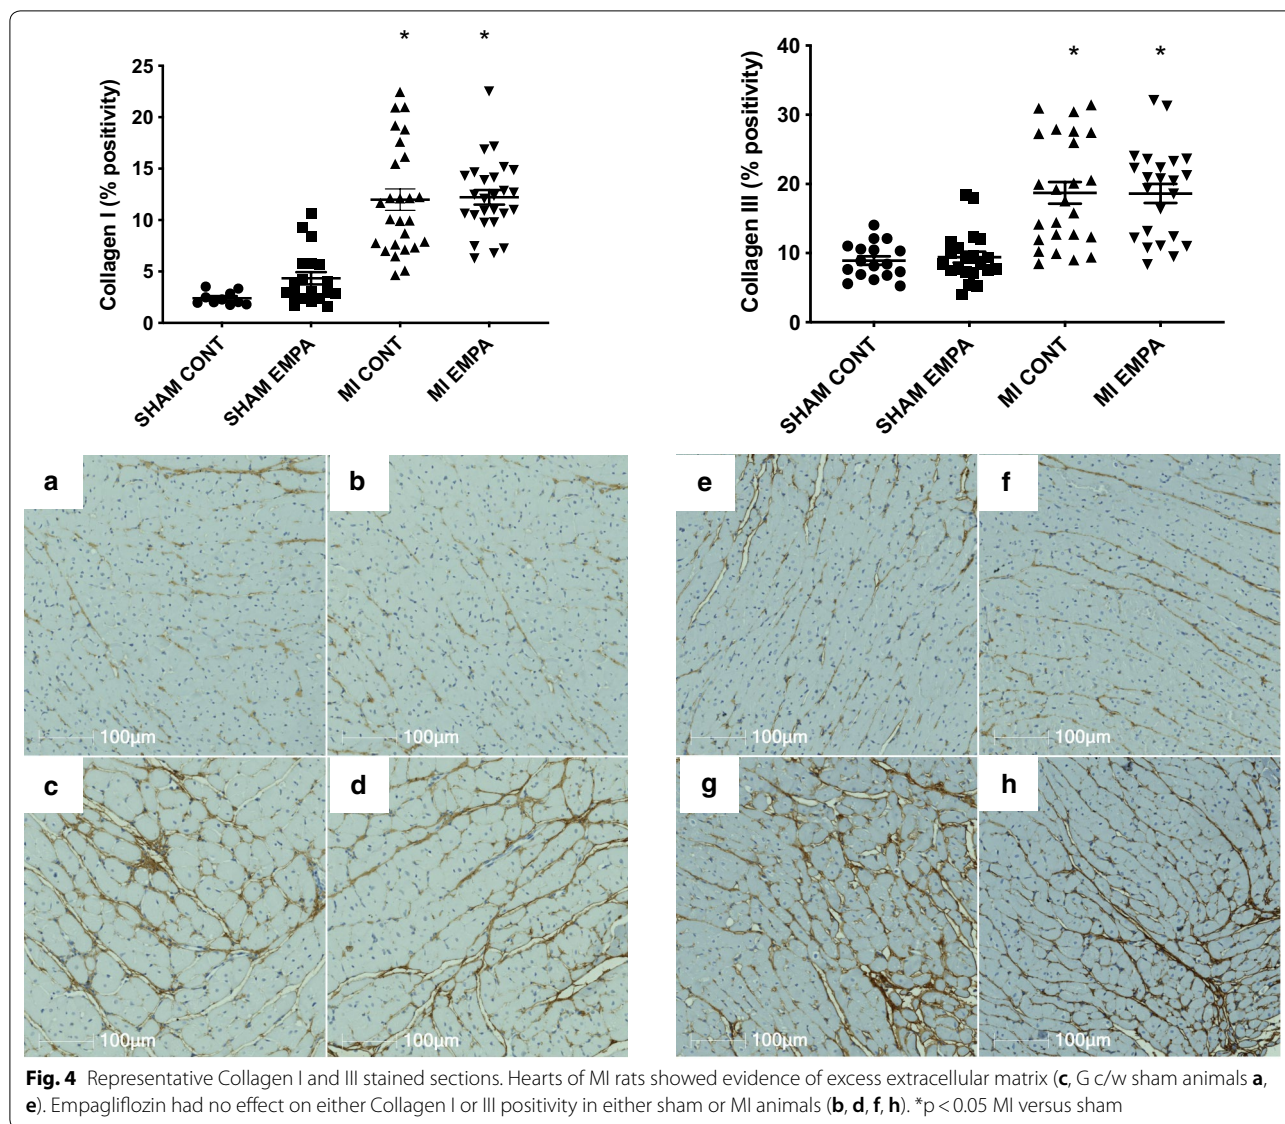 *
*
25
20
15
10
5
0
Collagen I (% positivity)
SHAM CONT
SHAM EMPA
MI CONT
MI EMPA
*
*
40
30
20
10
0
Collagen III (% positivity)
SHAM CONT
SHAM EMPA
MI CONT
MI EMPA
a
100µm
b
100µm
c
100µm
d
100µm
e
100µm
f
100µm
g
100µm
h
100µm
Fig. 4 Representative Collagen I and III stained sections. Hearts of MI rats showed evidence of excess extracellular matrix (c, G c/w sham animals a,
e). Empagliflozin had no effect on either Collagen I or III positivity in either sham or MI animals (b, d, f, h). *p < 0.05 MI versus sham